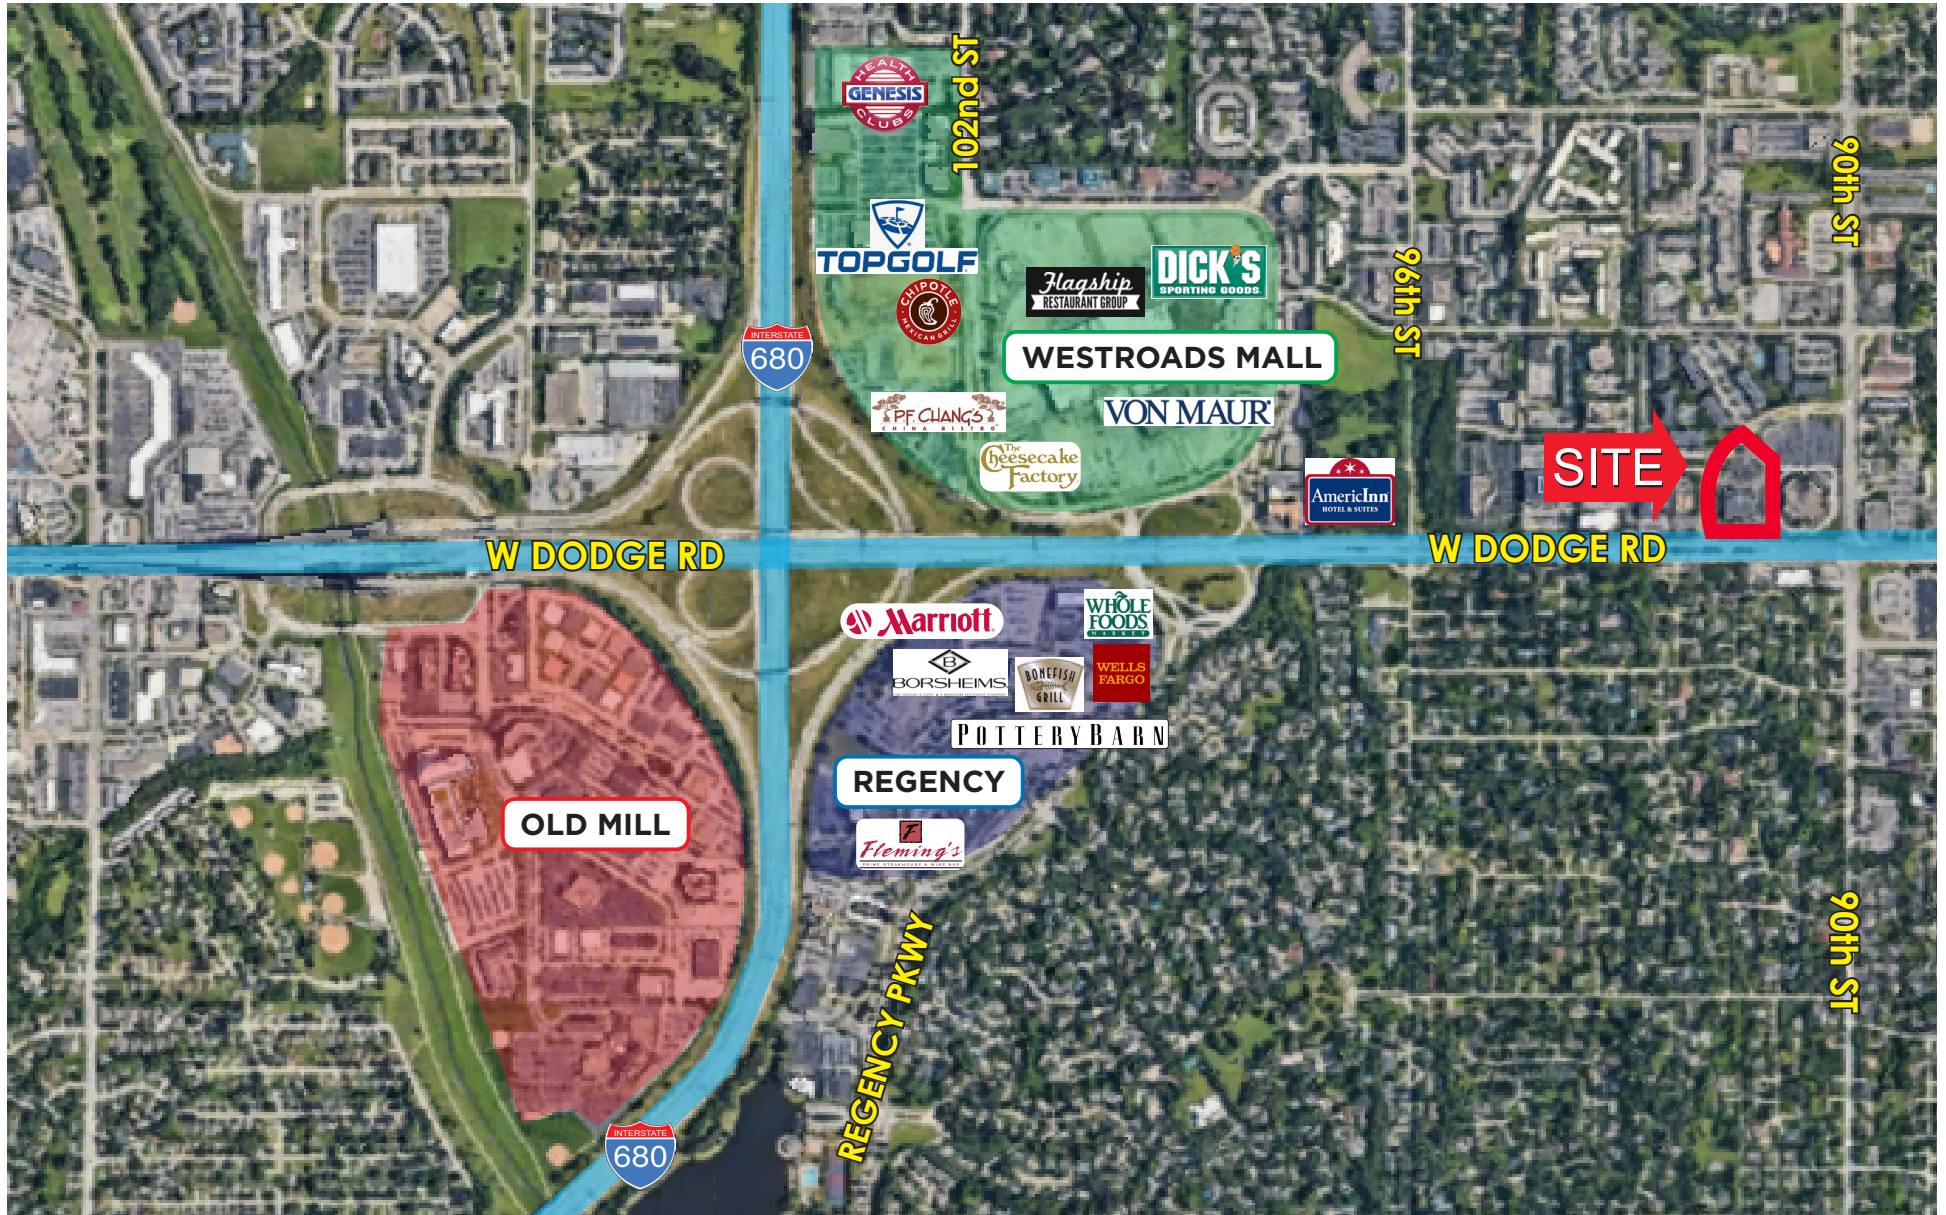 HEALTH
GENESIS
CLUBS
102nd ST
90th ST
TOPGOLF
CHIPOTLE
MEXICAN GRILL
Flagship
RESTAURANT GROUP
DICK'S
SPORTING GOODS
96th ST
INTERSTATE
680
WESTROADS MALL
P.F. CHANG'S
CHINA BISTRO
VON MAUR
The
Cheesecake
Factory
AmericInn
HOTEL & SUITES
SITE
W DODGE RD
W DODGE RD
Marriott
WHOLE
FOODS
MARKET
B
BORSHEIMS
BONEFISH
GRILL
WELLS
FARGO
POTTERY BARN
REGENCY
OLD MILL
F
Fleming's
PRIME STEAKHOUSE & WINE BAR
90th ST
REGENCY PKWY
INTERSTATE
680